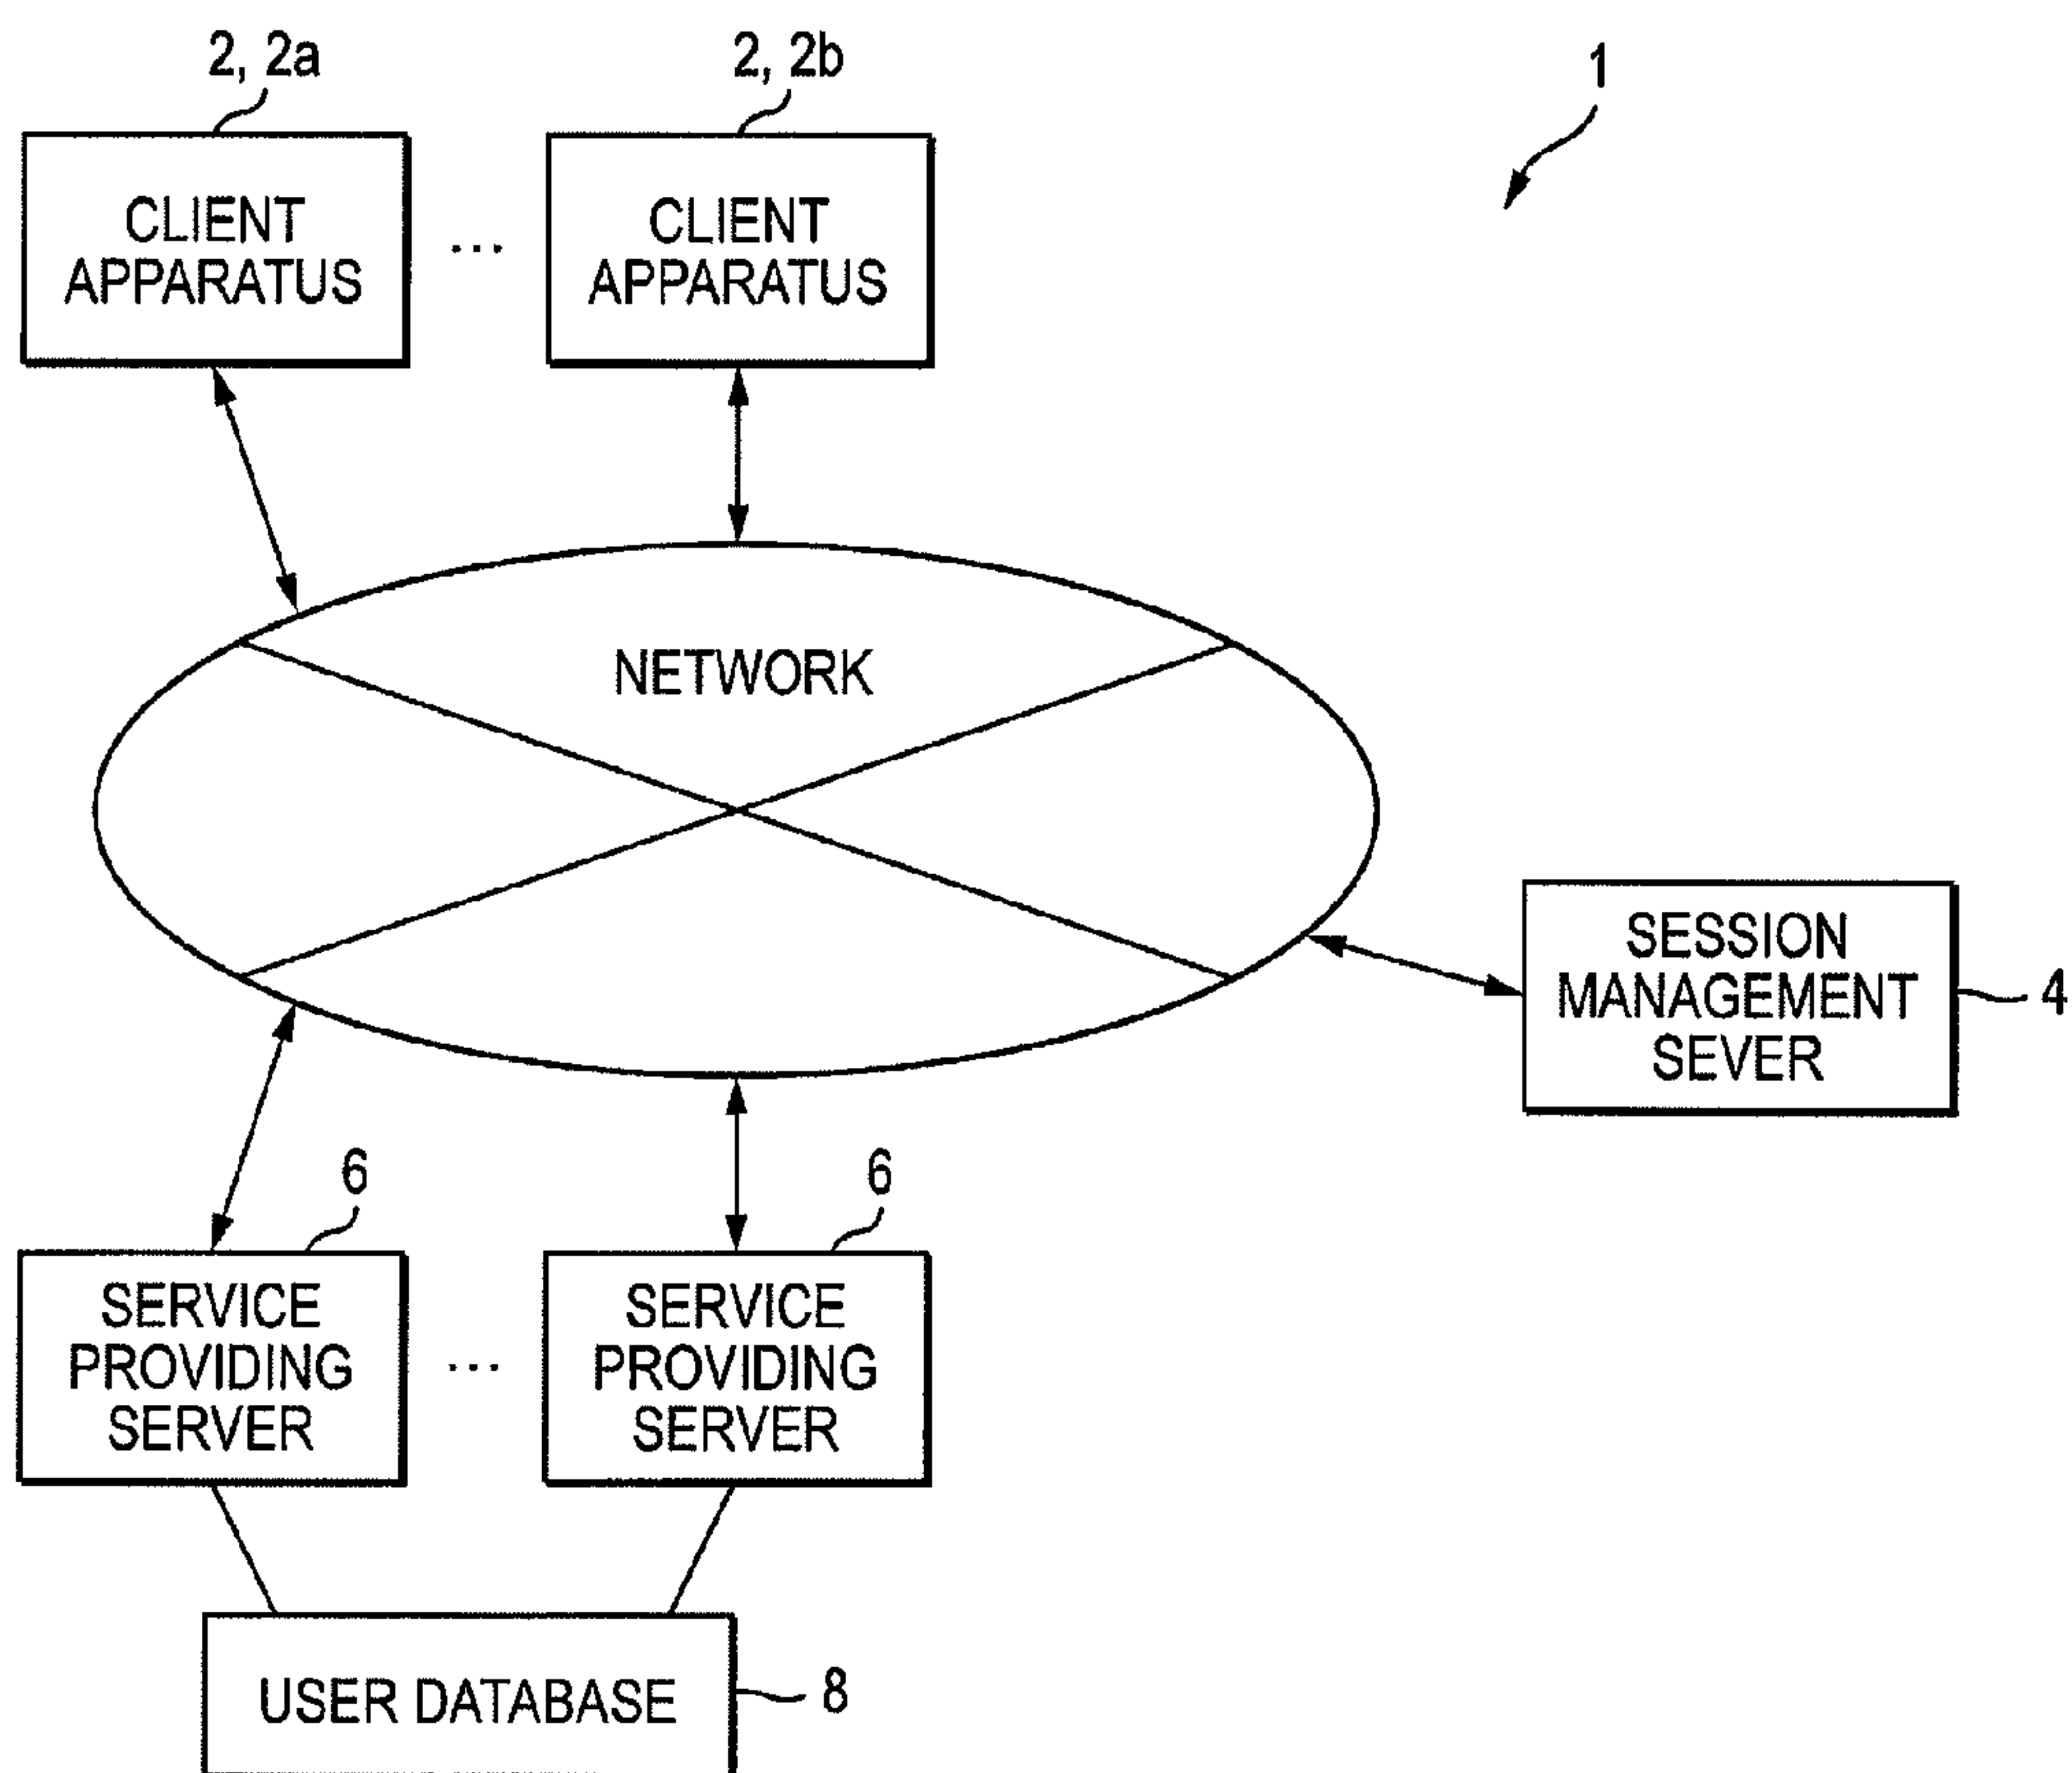 2, 2a
2, 2b
1
CLIENT
APPARATUS
...
CLIENT
APPARATUS
NETWORK
SESSION
MANAGEMENT
SEVER
4
6
6
SERVICE
PROVIDING
SERVER
...
SERVICE
PROVIDING
SERVER
USER DATABASE
8